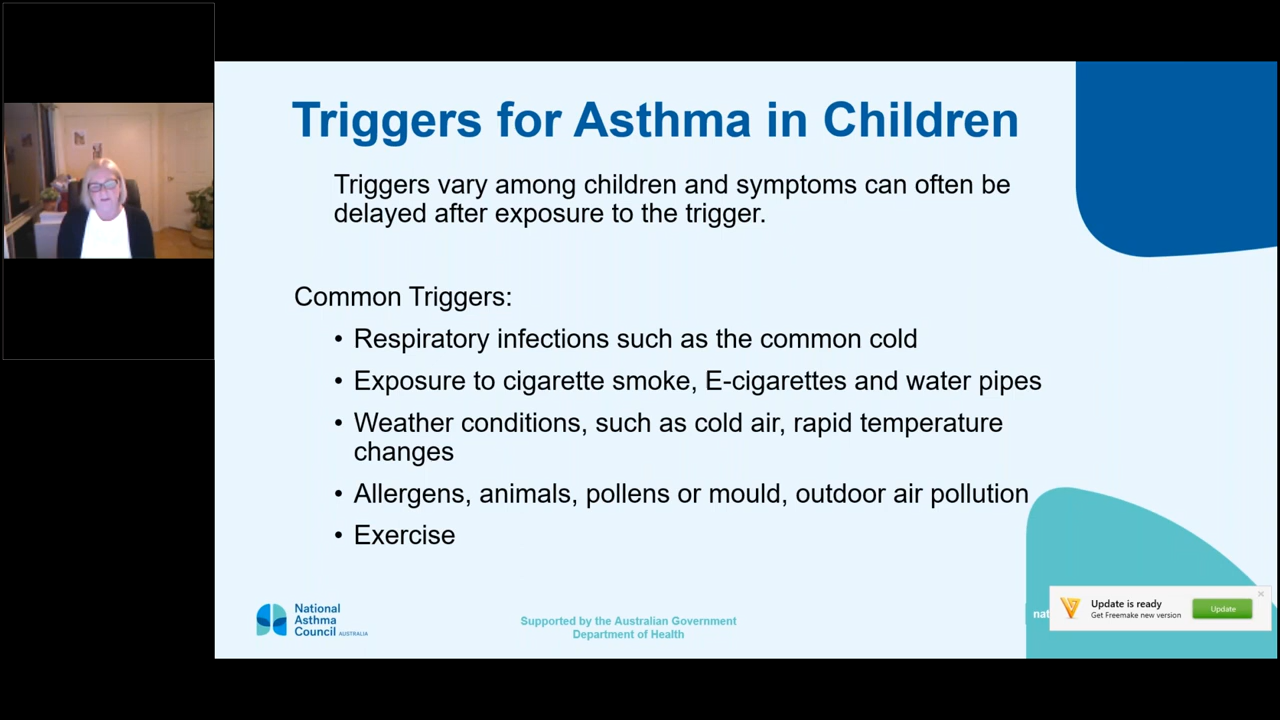 Triggers for Asthma in Children
Triggers vary among children and symptoms can often be
delayed after exposure to the trigger.
Common Triggers:
• Respiratory infections such as the common cold
• Exposure to cigarette smoke, E-cigarettes and water pipes
• Weather conditions, such as cold air, rapid temperature
changes
• Allergens, animals, pollens or mould, outdoor air pollution
• Exercise
National
Asthma
Council AUSTRALIA
Supported by the Australian Government
Department of Health
Update is ready
Get Freemake new version
Update